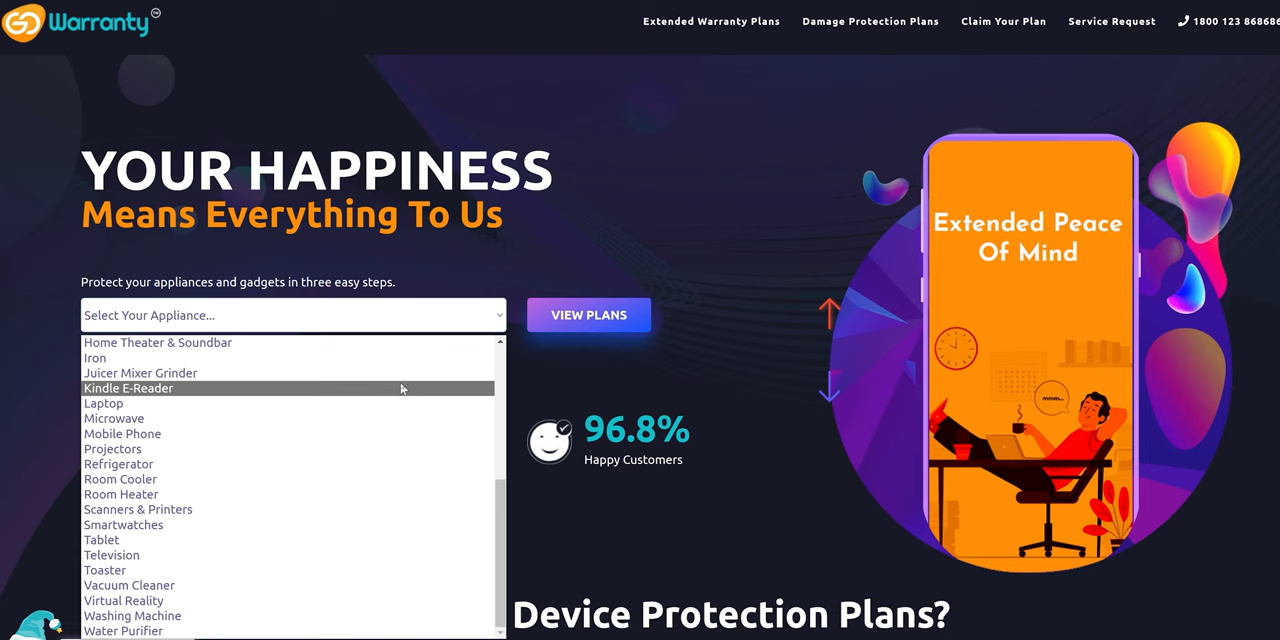 GO Warranty TM
Extended Warranty Plans
Damage Protection Plans
Claim Your Plan
Service Request
1800 123 868686
YOUR HAPPINESS
Means Everything To Us
Protect your appliances and gadgets in three easy steps.
Select Your Appliance...
VIEW PLANS
Home Theater & Soundbar
Iron
Juicer Mixer Grinder
Kindle E-Reader
Laptop
Microwave
Mobile Phone
Projectors
Refrigerator
Room Cooler
Room Heater
Scanners & Printers
Smartwatches
Tablet
Television
Toaster
Vacuum Cleaner
Virtual Reality
Washing Machine
Water Purifier
96.8%
Happy Customers
Extended Peace
Of Mind
mmm...
Device Protection Plans?